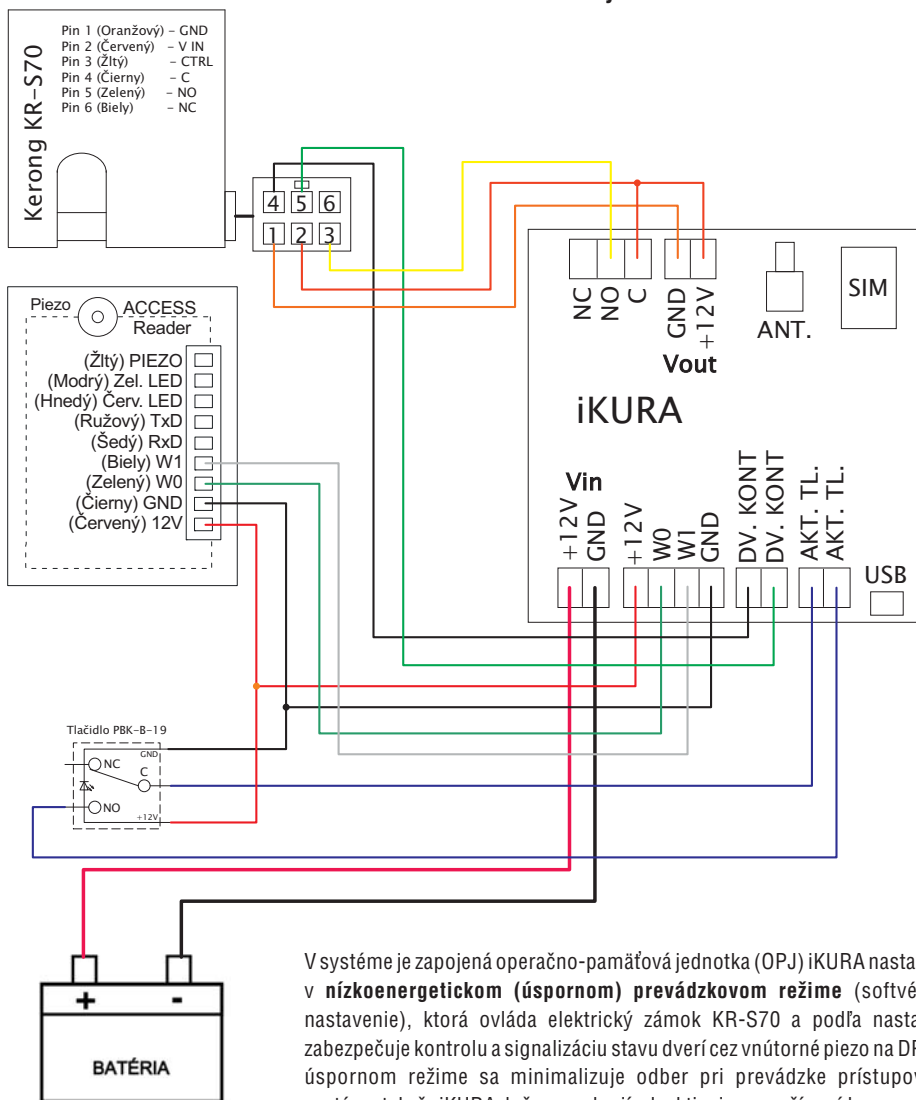 Pin 1 (Oranžový) – GND
Pin 2 (Červený) – V IN
Pin 3 (Žltý) – CTRL
Pin 4 (Čierny) – C
Pin 5 (Zelený) – NO
Pin 6 (Biely) – NC
Kerong KR–S70
4 5 6
1 2 3
NC
NO
C
GND
+12V
Vout
ANT.
SIM
iKURA
Piezo
ACCESS
Reader
(Žltý) PIEZO
(Modrý) Zel. LED
(Hnedý) Červ. LED
(Ružový) TxD
(Šedý) RxD
(Biely) W1
(Zelený) W0
(Čierny) GND
(Červený) 12V
Vin
+12V
GND
+12V
W0
W1
GND
DV. KONT
DV. KONT
AKT. TL.
AKT. TL.
USB
Tlačidlo PBK–B–19
GND
NC
C
NO
+12V
+ -
BATÉRIA
V systéme je zapojená operačno-pamäťová jednotka (OPJ) iKURA
v nízkoenergetickom (úspornom) prevádzkovom režime
nastavenie), ktorá ovláda elektrický zámok KR-S70 a podľa
zabezpečuje kontrolu a signalizáciu stavu dverí cez vnútorné piezo na
úspornom režime sa minimalizuje odber pri prevádzke